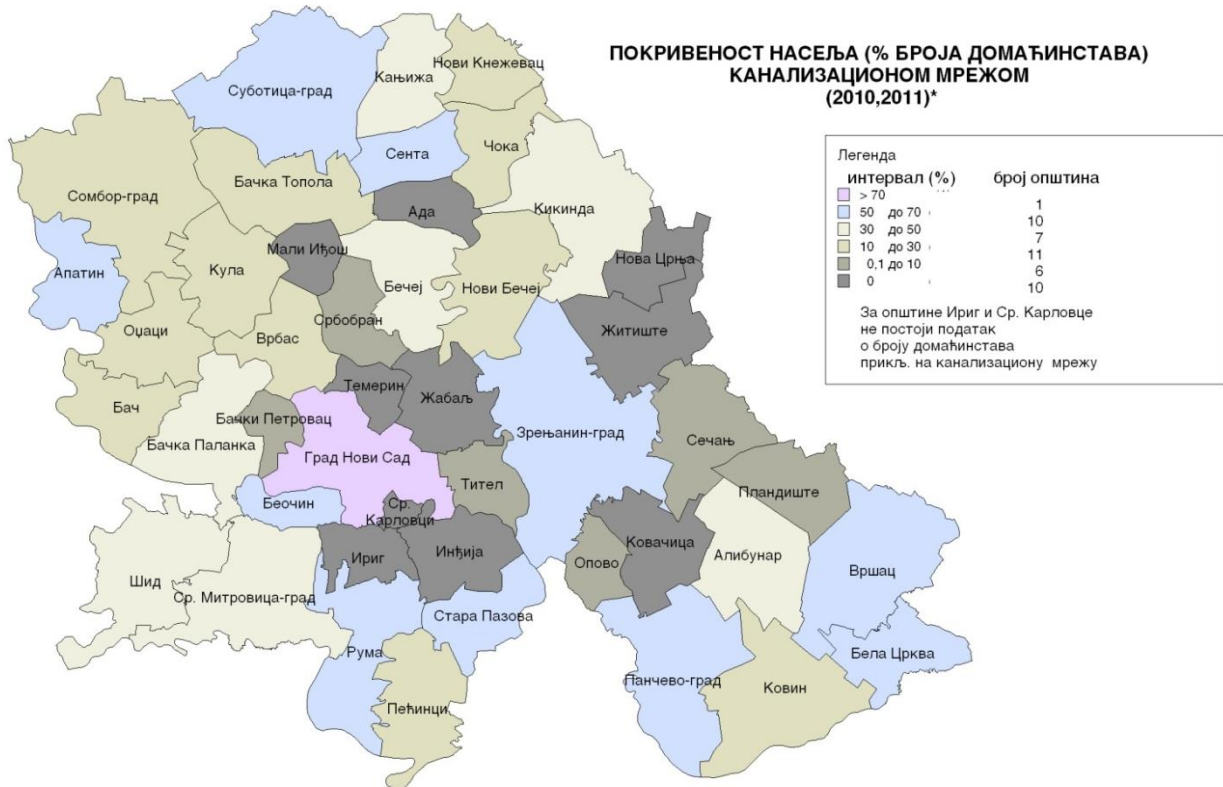 ПОКРИВЕНОСТ НАСЕЉА (% БРОЈА ДОМАЋИНСТАВА)
КАНАЛИЗАЦИОНОМ МРЕЖОМ
(2010,2011)*
Легенда
интервал (%) број општина
> 70 1
50 до 70 10
30 до 50 7
10 до 30 11
0,1 до 10 6
0 10
За општине Ириг и Ср. Карловце
не постоји податак
о броју домаћинстава
прикљ. на канализациону мрежу
Нови Кнежевац
Кањижа
Суботица-град
Чока
Сента
Бачка Топола
Сомбор-град
Ада
Кикинда
Мали Иђош
Нова Црња
Апатин
Кула
Бечеј
Нови Бечеј
Србобран
Оџаци
Житиште
Врбас
Темерин
Жабаљ
Бач
Бачки Петровац
Зрењанин-град
Бачка Паланка
Сечањ
Град Нови Сад
Тител
Пландиште
Беочин
Ср.
Карловци
Ковачица
Инђија
Алибунар
Ириг
Опово
Вршац
Шид
Ср. Митровица-град
Стара Пазова
Рума
Бела Црква
Панчево-град
Ковин
Пећинци